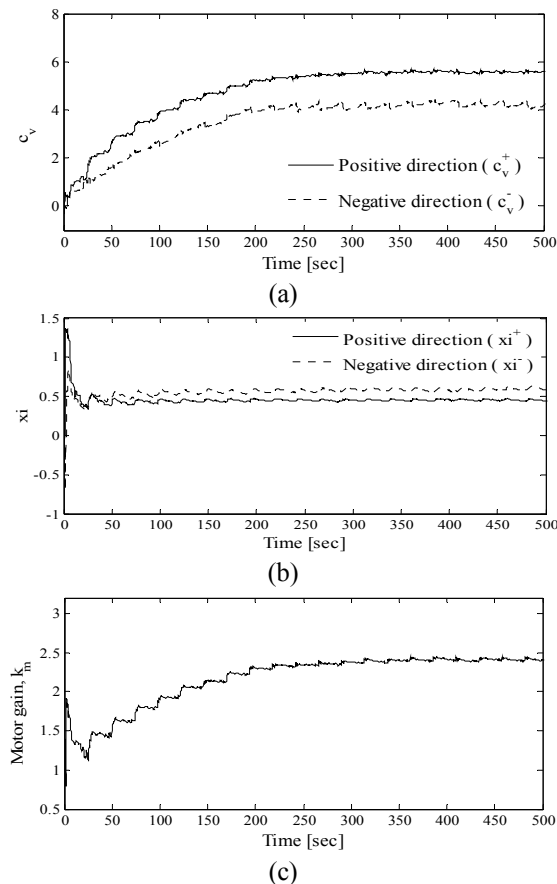 8
6
4
2
0
c_v
Positive direction ( c_v^+ )
Negative direction ( c_v^- )
0 50 100 150 200 250 300 350 400 450 500
Time [sec]
(a)
1.5
1
0.5
0
-0.5
-1
xi
Positive direction ( xi^+ )
Negative direction ( xi^- )
0 50 100 150 200 250 300 350 400 450 500
Time [sec]
(b)
3
2.5
2
1.5
1
0.5
Motor gain, k_m
0 50 100 150 200 250 300 350 400 450 500
Time [sec]
(c)